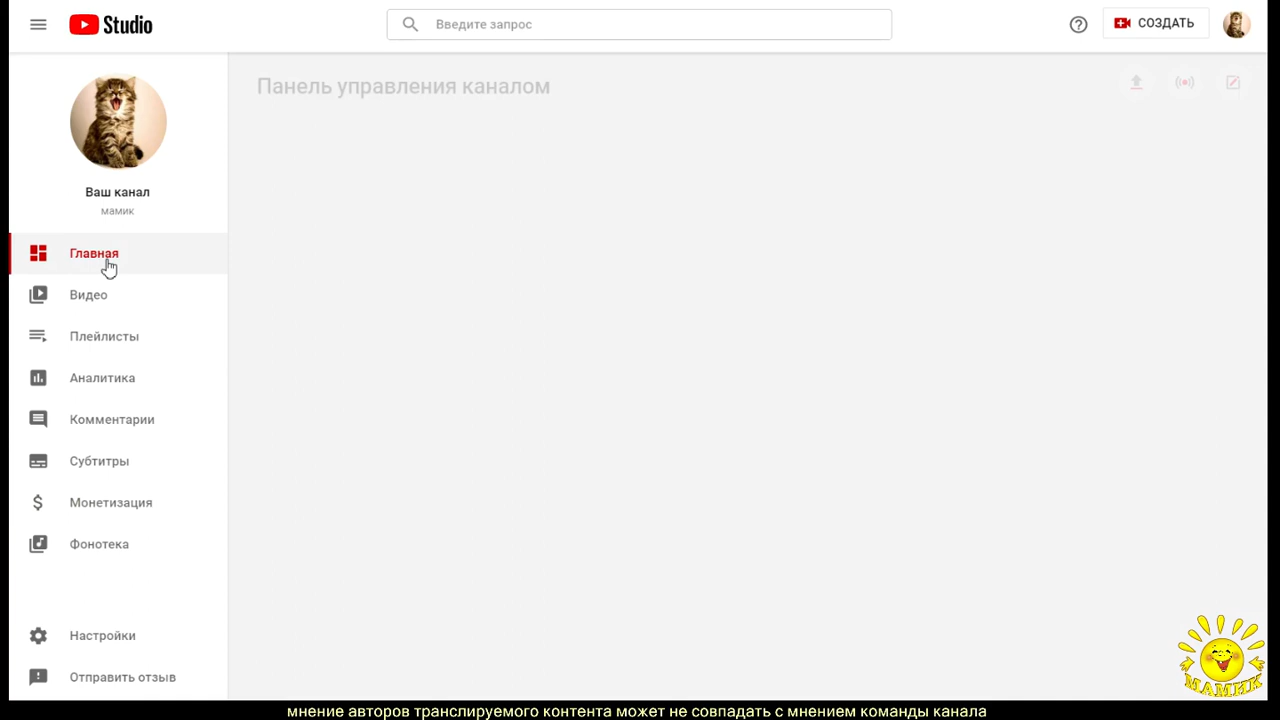 Studio
Введите запрос
СОЗДАТЬ
Панель управления каналом
Ваш канал
мамик
Главная
Видео
Плейлисты
Аналитика
Комментарии
Субтитры
Монетизация
Фонотека
Настройки
Отправить отзыв
МАМИК
мнение авторов транслируемого контента может не совпадать с мнением команды канала